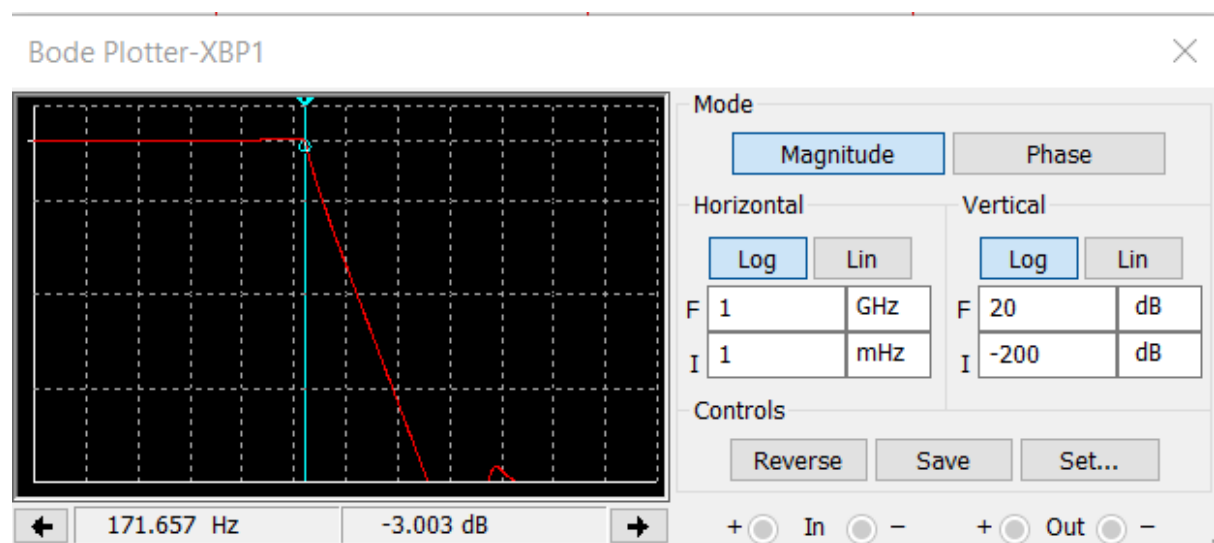 Bode Plotter-XBP1
Mode
Magnitude Phase
Horizontal Vertical
Log Lin Log Lin
F 1 GHz F 20 dB
I 1 mHz I -200 dB
Controls
Reverse Save Set...
171.657 Hz -3.003 dB + In − + Out −